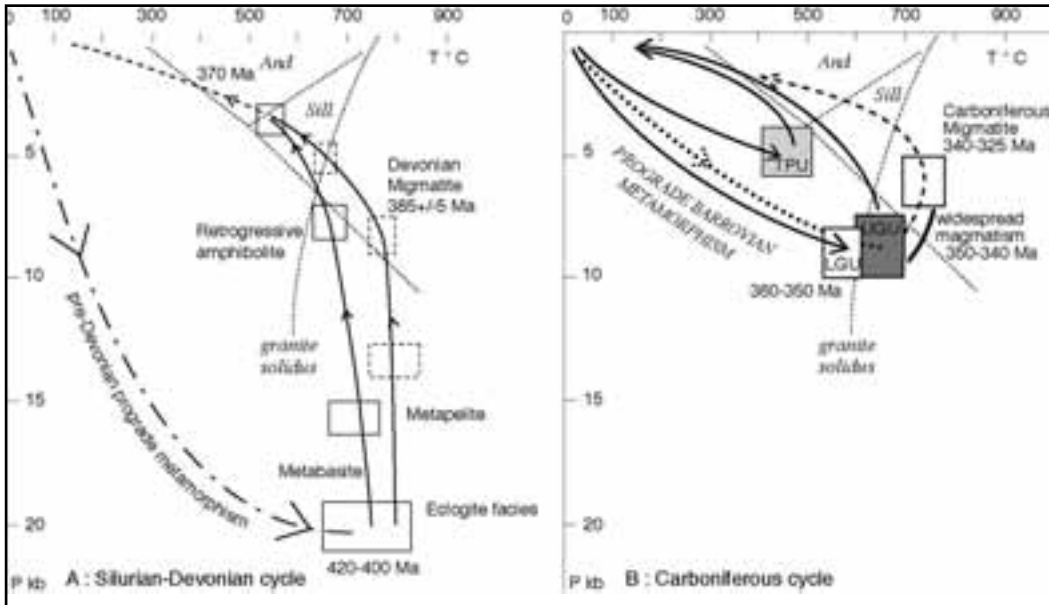 100 300 500 700 900
T ° C
And
370 Ma
Sill
5
Devonian
Migmatite
385+/-5 Ma
Retrogressive
amphibolite
10
pre-Devonian prograde metamorphism
granite
solidus
15
Metapelite
Metabasite
Eclogite facies
20
420-400 Ma
P kb
A : Silurian-Devonian cycle
0 100 300 500 700 900
T ° C
And
Sill
Carboniferous
Migmatite
340-325 Ma
5
TPU
PROGRADE BARROVIAN
METAMORPHISM
UGU
widespread
magmatism
350-340 Ma
LGU
10
360-350 Ma
granite
solidus
15
20
P kb
B : Carboniferous cycle